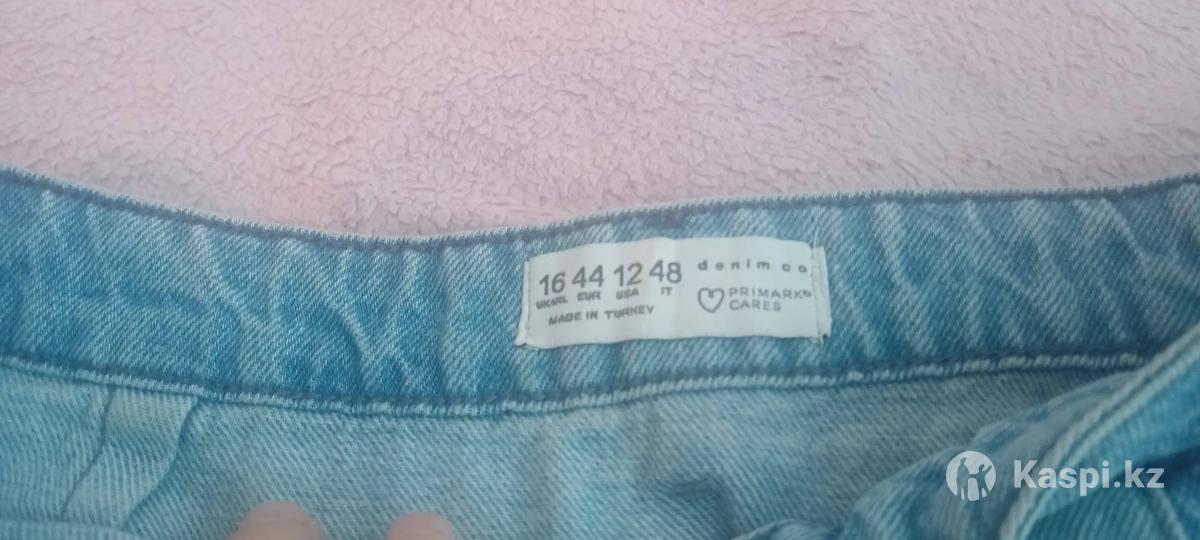 16 44 12 48
UK/IRL EUR USA IT
MADE IN TURKEY
denim co.
PRIMARK®
CARES
Kaspi.kz